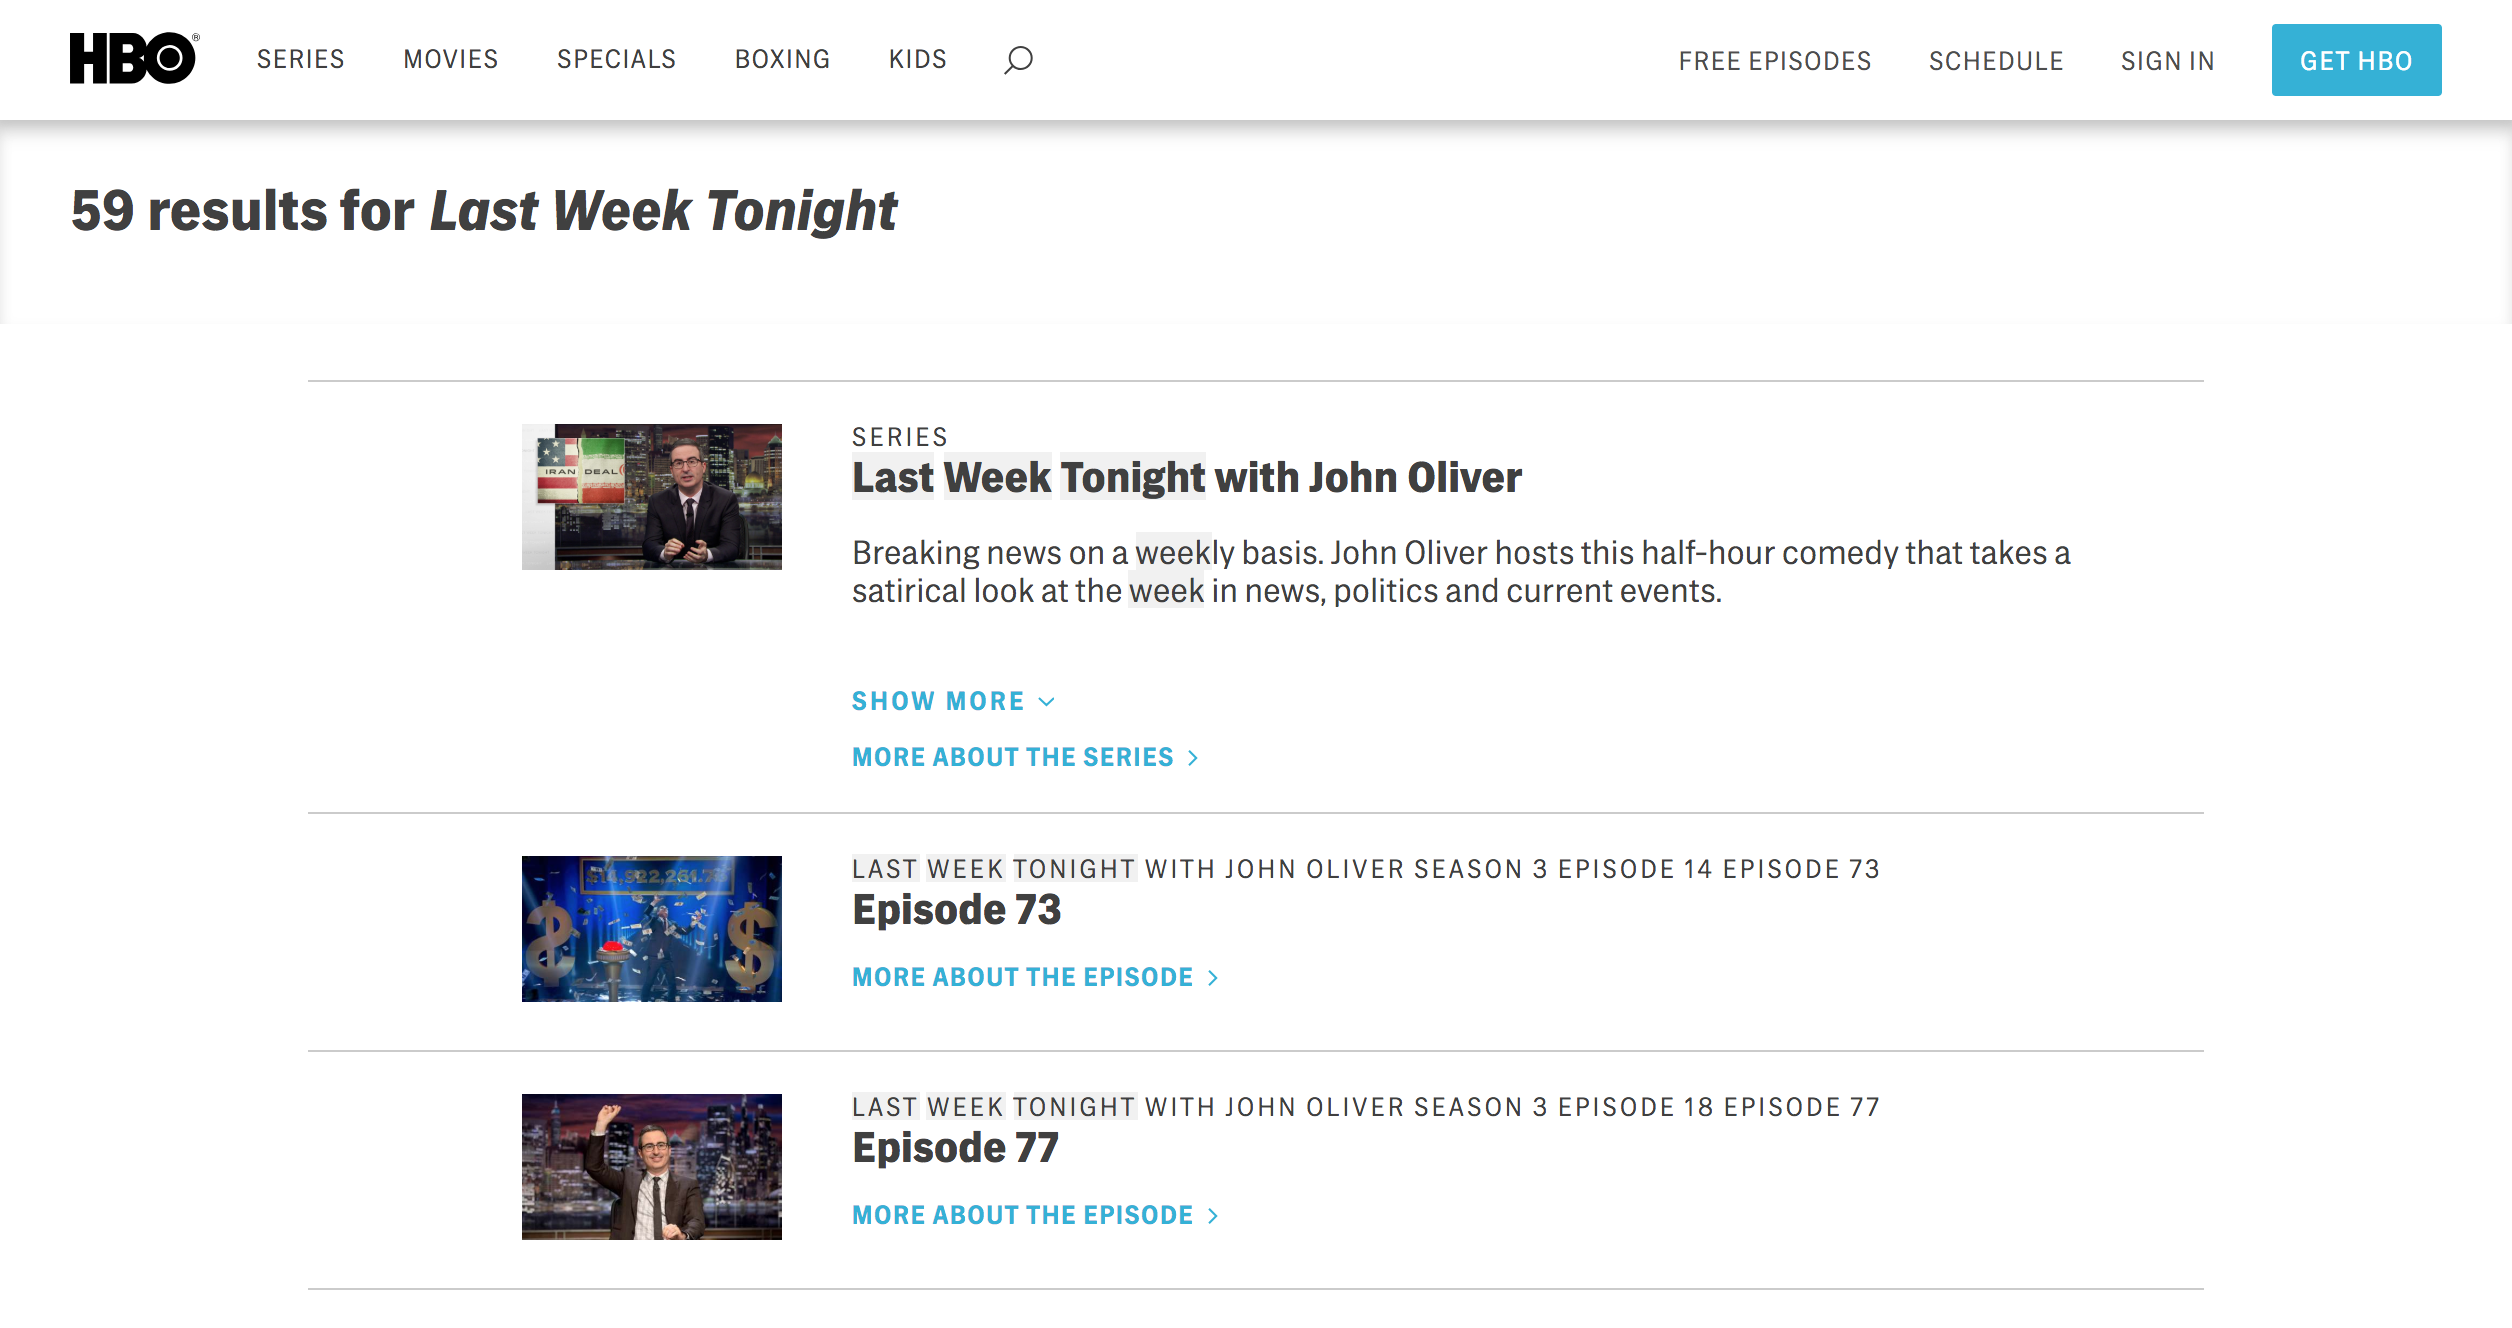 HBO®
SERIES MOVIES SPECIALS BOXING KIDS
FREE EPISODES SCHEDULE SIGN IN GET HBO
59 results for Last Week Tonight
IRAN DEAL
SERIES
Last Week Tonight with John Oliver
Breaking news on a weekly basis. John Oliver hosts this half-hour comedy that takes a
satirical look at the week in news, politics and current events.
SHOW MORE
MORE ABOUT THE SERIES
LAST WEEK TONIGHT WITH JOHN OLIVER SEASON 3 EPISODE 14 EPISODE 73
Episode 73
MORE ABOUT THE EPISODE
LAST WEEK TONIGHT WITH JOHN OLIVER SEASON 3 EPISODE 18 EPISODE 77
Episode 77
MORE ABOUT THE EPISODE